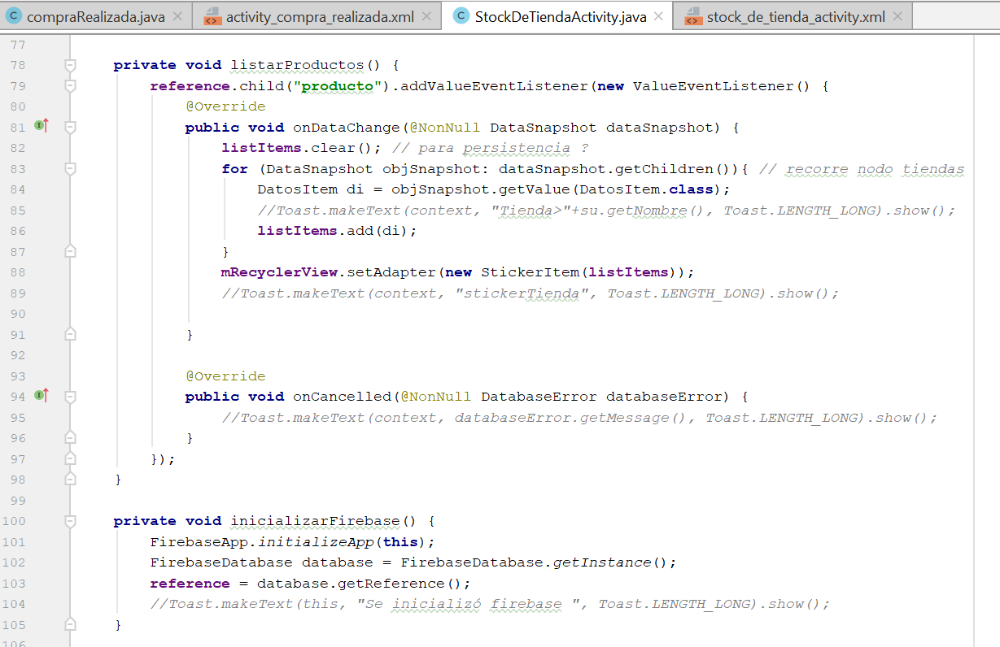 compraRealizada.java activity_compra_realizada.xml StockDeTiendaActivity.java stock_de_tienda_activity.xml
77
78 private void listarProductos() {
79 reference.child("producto").addValueEventListener(new ValueEventListener() {
80 @Override
81 public void onDataChange(@NonNull DataSnapshot dataSnapshot) {
82 listItems.clear(); // para persistencia ?
83 for (DataSnapshot objSnapshot: dataSnapshot.getChildren()){ // recorre nodo tiendas
84 DatosItem di = objSnapshot.getValue(DatosItem.class);
85 //Toast.makeText(context, "Tienda>"+su.getNombre(), Toast.LENGTH_LONG).show();
86 listItems.add(di);
87 }
88 mRecyclerView.setAdapter(new StickerItem(listItems));
89 //Toast.makeText(context, "stickerTienda", Toast.LENGTH_LONG).show();
90
91 }
92
93 @Override
94 public void onCancelled(@NonNull DatabaseError databaseError) {
95 //Toast.makeText(context, databaseError.getMessage(), Toast.LENGTH_LONG).show();
96 }
97 });
98 }
99
100 private void inicializarFirebase() {
101 FirebaseApp.initializeApp(this);
102 FirebaseDatabase database = FirebaseDatabase.getInstance();
103 reference = database.getReference();
104 //Toast.makeText(this, "Se inicializó firebase ", Toast.LENGTH_LONG).show();
105 }
106